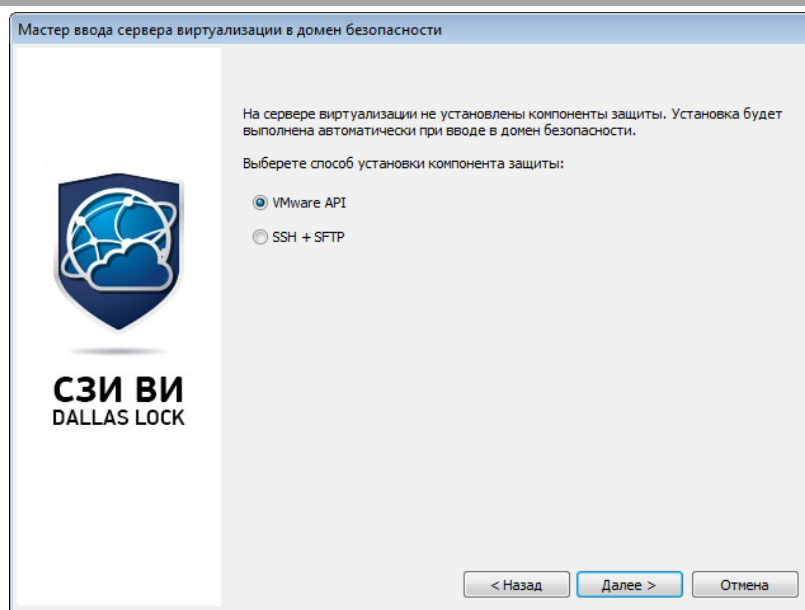 Мастер ввода сервера виртуализации в домен безопасности
На сервере виртуализации не установлены компоненты защиты. Установка будет
выполнена автоматически при вводе в домен безопасности.
Выберете способ установки компонента защиты:
VMware API
SSH + SFTP
СЗИ ВИ
DALLAS LOCK
< Назад
Далее >
Отмена